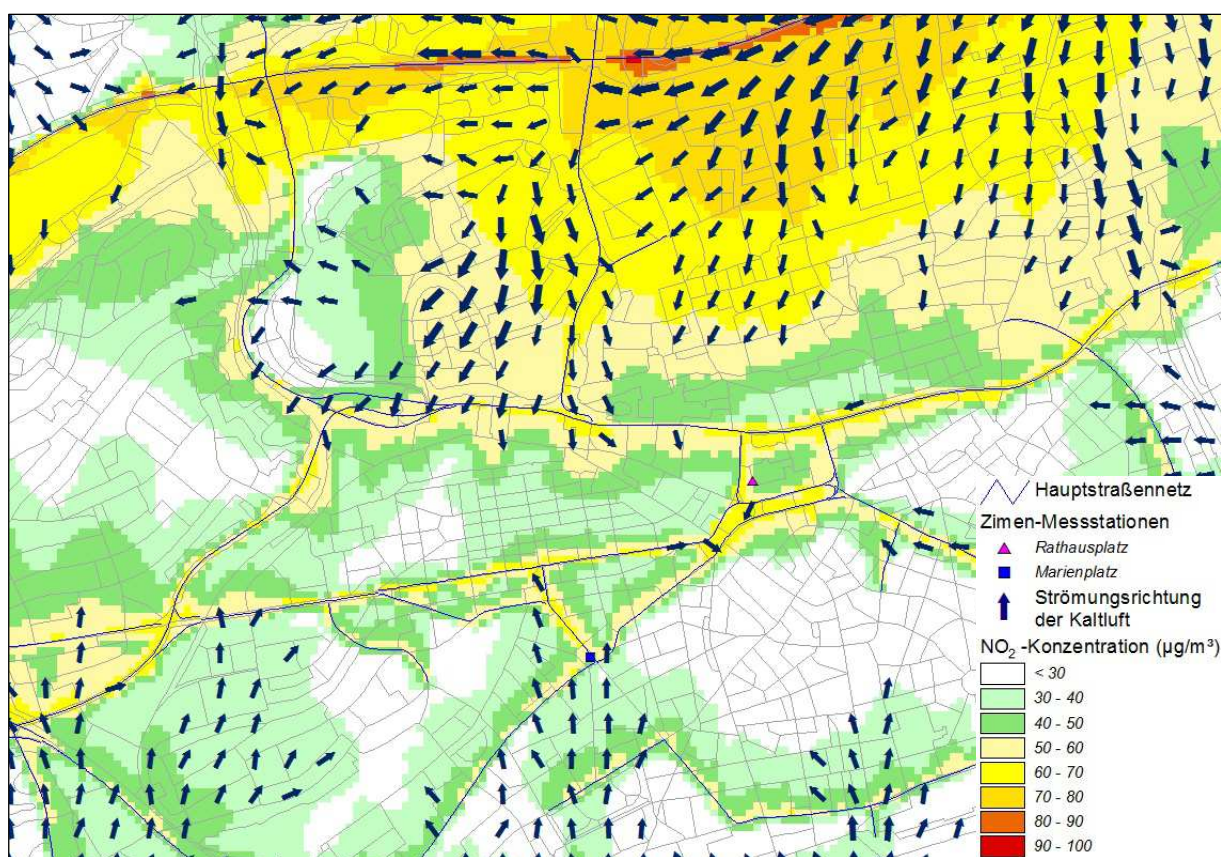 Hauptstraßennetz
Zimen-Messstationen
Rathausplatz
Marienplatz
Strömungsrichtung
der Kaltluft
NO₂ -Konzentration (µg/m³)
< 30
30 - 40
40 - 50
50 - 60
60 - 70
70 - 80
80 - 90
90 - 100